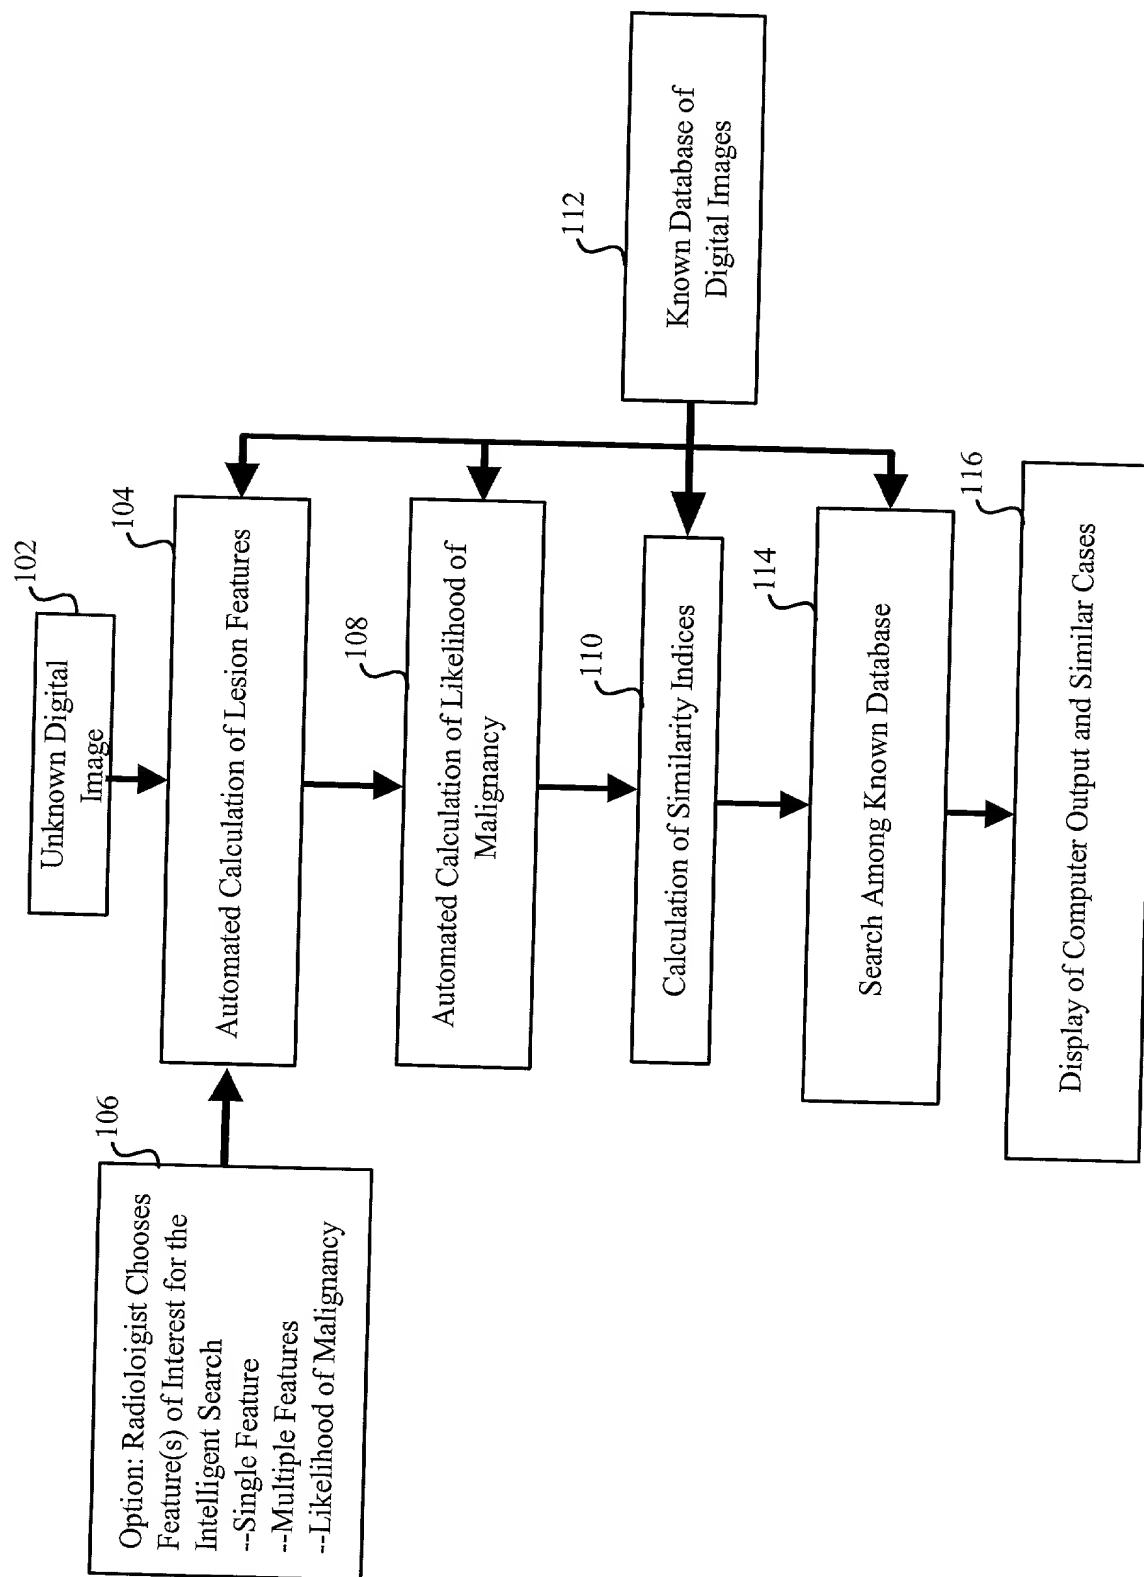 Unknown Digital
Image
102
Automated Calculation of Lesion Features
104
Option: Radioloigist Chooses
Feature(s) of Interest for the
Intelligent Search
--Single Feature
--Multiple Features
--Likelihood of Malignancy
106
Automated Calculation of Likelihood of
Malignancy
108
Calculation of Similarity Indices
110
Known Database of
Digital Images
112
Search Among Known Database
114
Display of Computer Output and Similar Cases
116